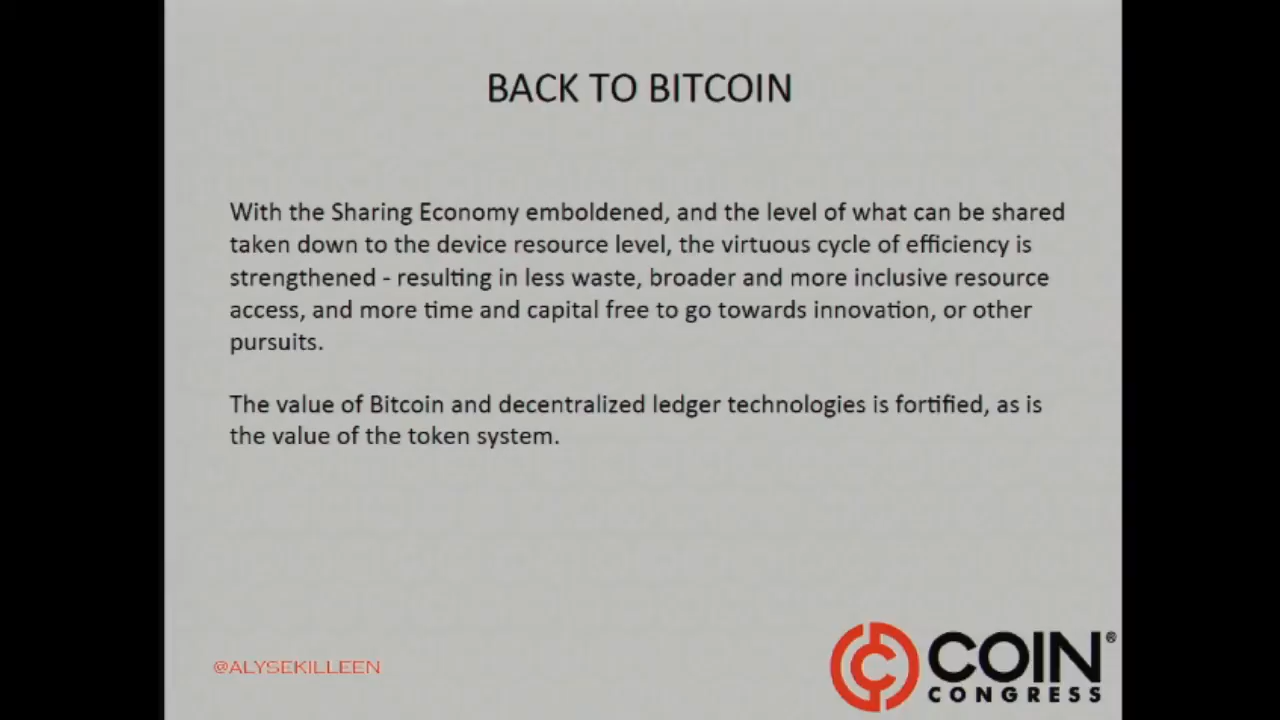 BACK TO BITCOIN
With the Sharing Economy emboldened, and the level of what can be shared
taken down to the device resource level, the virtuous cycle of efficiency is
strengthened - resulting in less waste, broader and more inclusive resource
access, and more time and capital free to go towards innovation, or other
pursuits.
The value of Bitcoin and decentralized ledger technologies is fortified, as is
the value of the token system.
@ALYSEKILLEEN
COIN®
CONGRESS